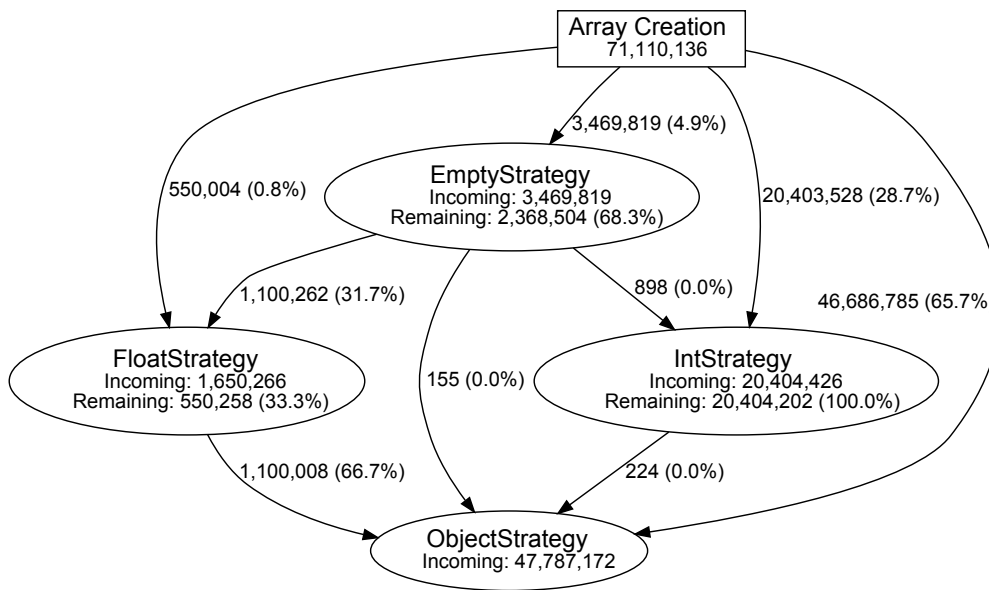 Array Creation
71,110,136
3,469,819 (4.9%)
EmptyStrategy
Incoming: 3,469,819
Remaining: 2,368,504 (68.3%)
550,004 (0.8%)
20,403,528 (28.7%)
1,100,262 (31.7%)
898 (0.0%)
46,686,785 (65.7%
FloatStrategy
Incoming: 1,650,266
Remaining: 550,258 (33.3%)
155 (0.0%)
IntStrategy
Incoming: 20,404,426
Remaining: 20,404,202 (100.0%)
1,100,008 (66.7%)
224 (0.0%)
ObjectStrategy
Incoming: 47,787,172